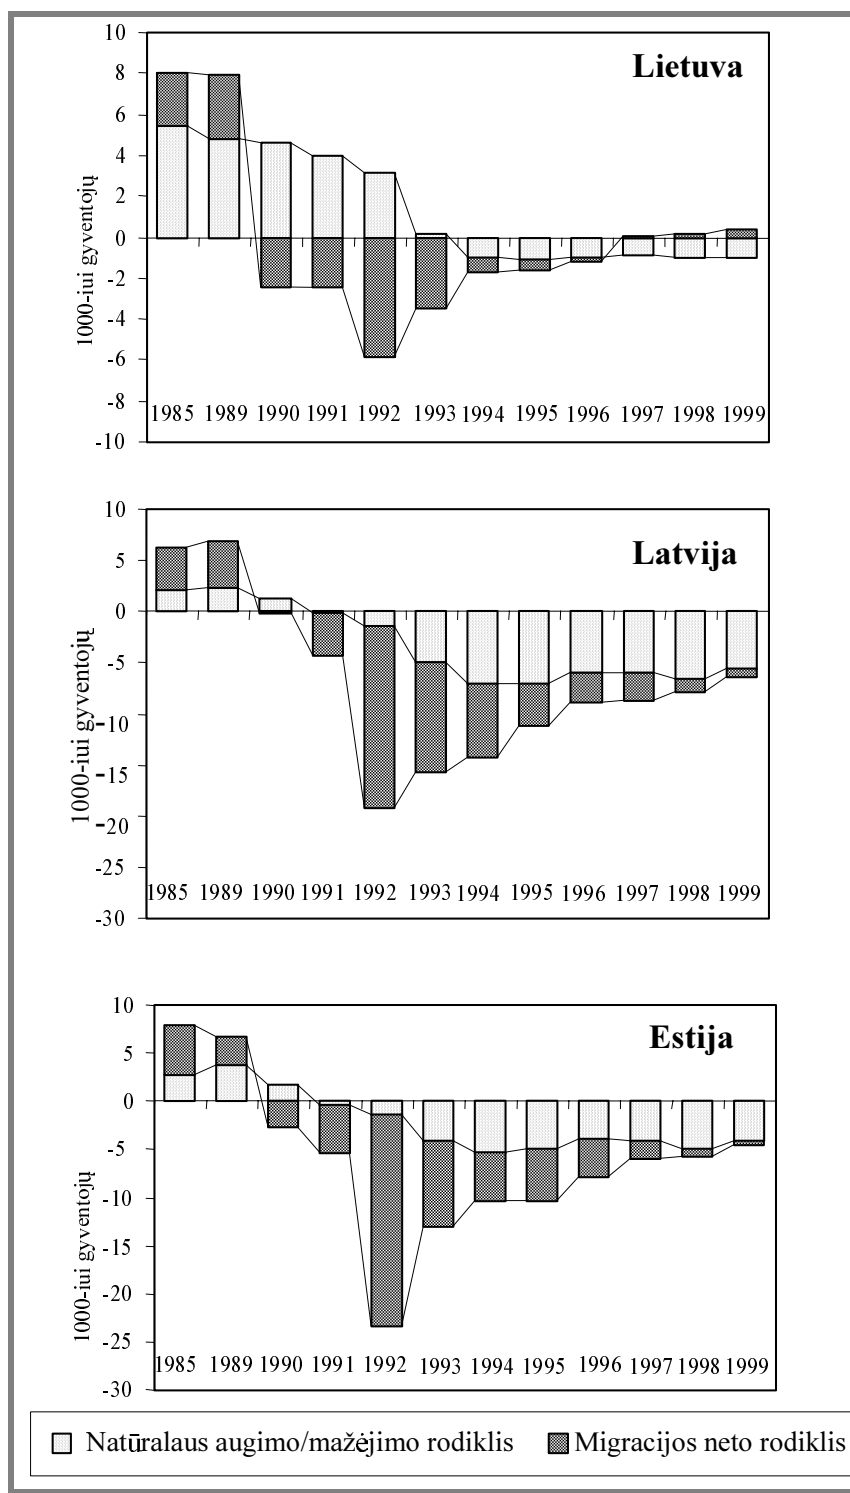 Lietuva
1000-iui gyventojų
10
8
6
4
2
0
-2
-4
-6
-8
-10
1985 1989 1990 1991 1992 1993 1994 1995 1996 1997 1998 1999
Latvija
1000-iui gyventojų
10
5
0
-5
-10
-15
-20
-25
-30
1985 1989 1990 1991 1992 1993 1994 1995 1996 1997 1998 1999
Estija
1000-iui gyventojų
10
5
0
-5
-10
-15
-20
-25
-30
1985 1989 1990 1991 1992 1993 1994 1995 1996 1997 1998 1999
Natūralaus augimo/mažėjimo rodiklis Migracijos neto rodiklis